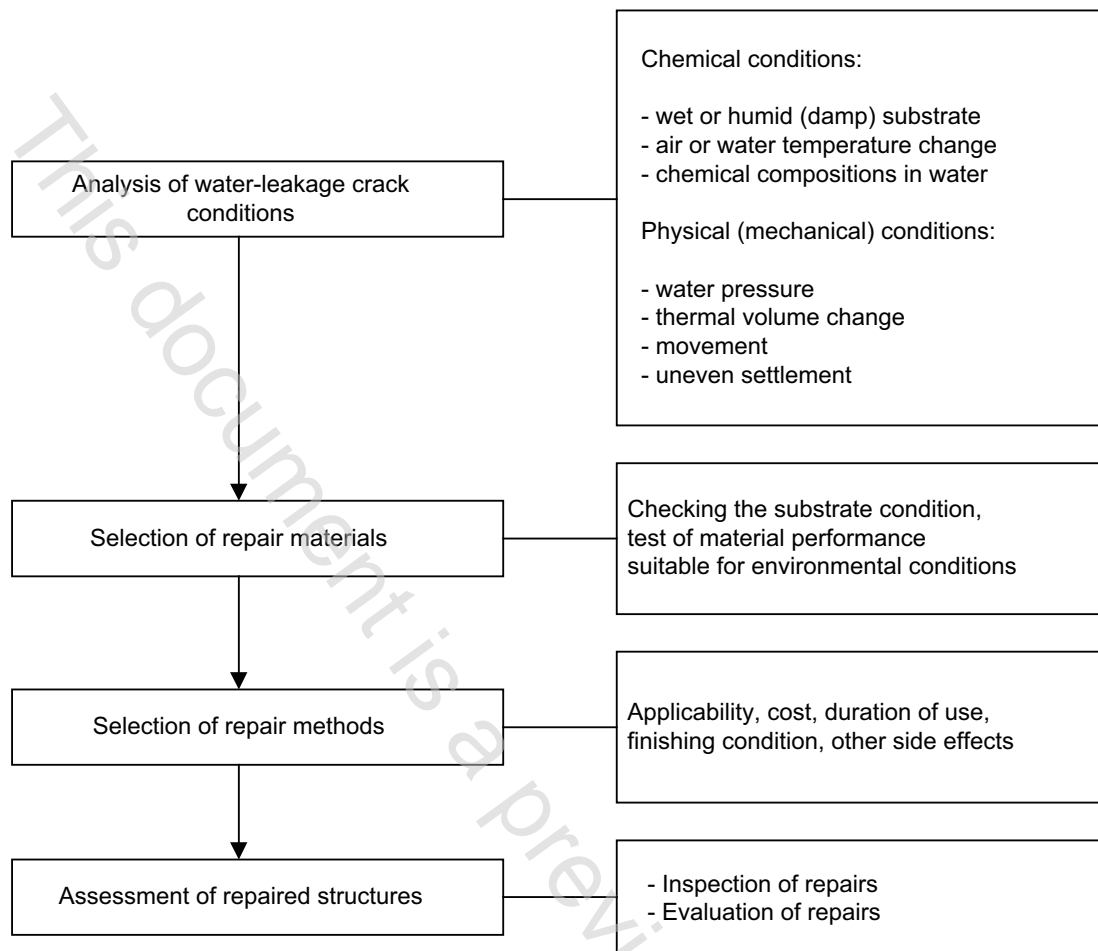 Chemical conditions:
- wet or humid (damp) substrate
- air or water temperature change
- chemical compositions in water
Physical (mechanical) conditions:
- water pressure
- thermal volume change
- movement
- uneven settlement
Analysis of water-leakage crack
conditions
Selection of repair materials
Checking the substrate condition,
test of material performance
suitable for environmental conditions
Selection of repair methods
Applicability, cost, duration of use,
finishing condition, other side effects
Assessment of repaired structures
- Inspection of repairs
- Evaluation of repairs
This document is a previ